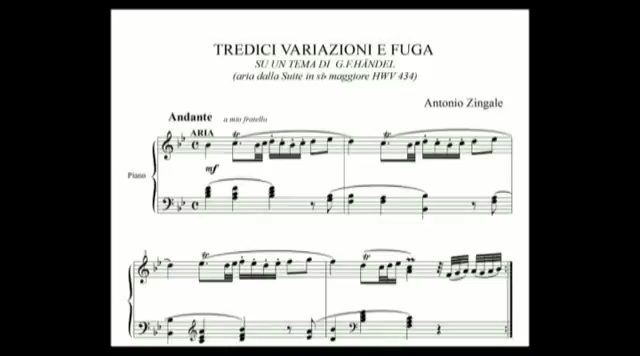 TREDICI VARIAZIONI E FUGA
SU UN TEMA DI G.F.HÄNDEL
(aria dalla Suite in si♭ maggiore HWV 434)
Antonio Zingale
Andante a mio fratello
ARIA
mf
Piano